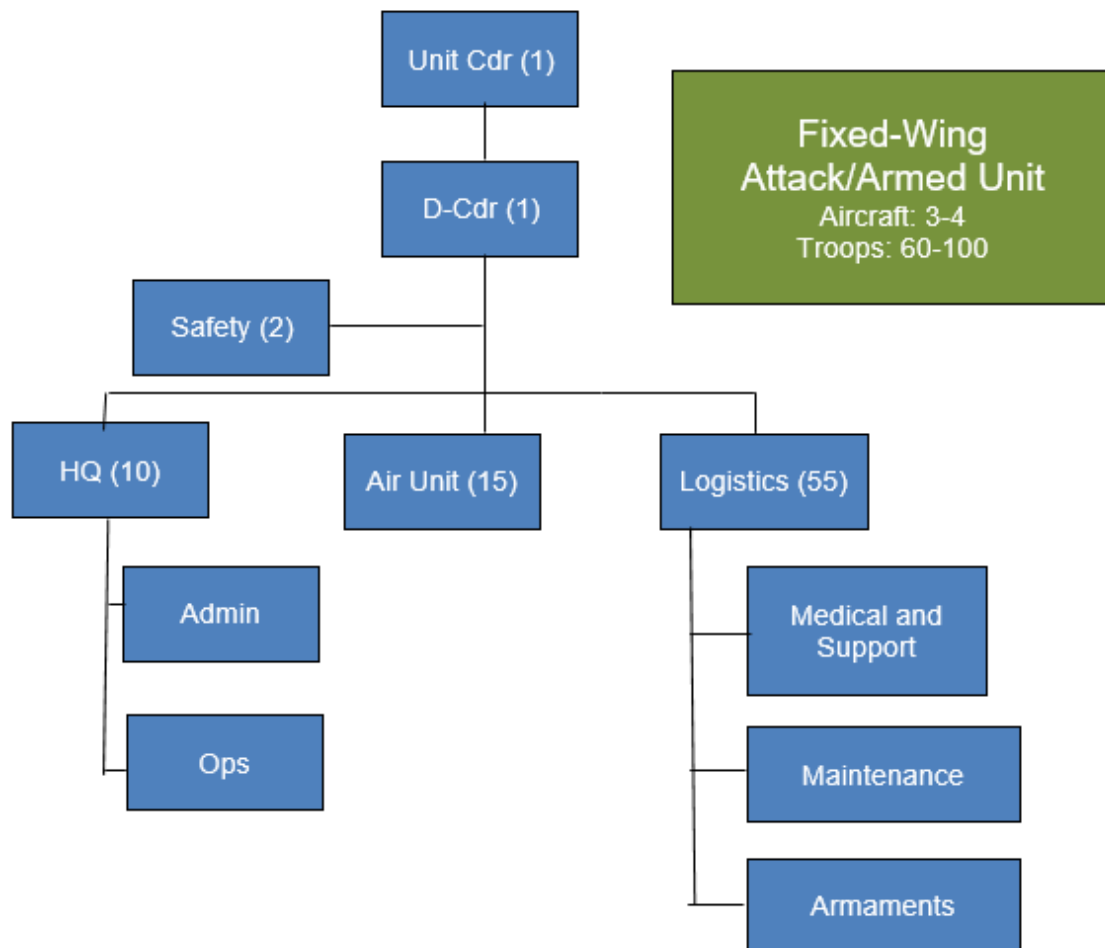 Unit Cdr (1)
Fixed-Wing
Attack/Armed Unit
Aircraft: 3-4
Troops: 60-100
D-Cdr (1)
Safety (2)
HQ (10)
Air Unit (15)
Logistics (55)
Admin
Medical and
Support
Ops
Maintenance
Armaments